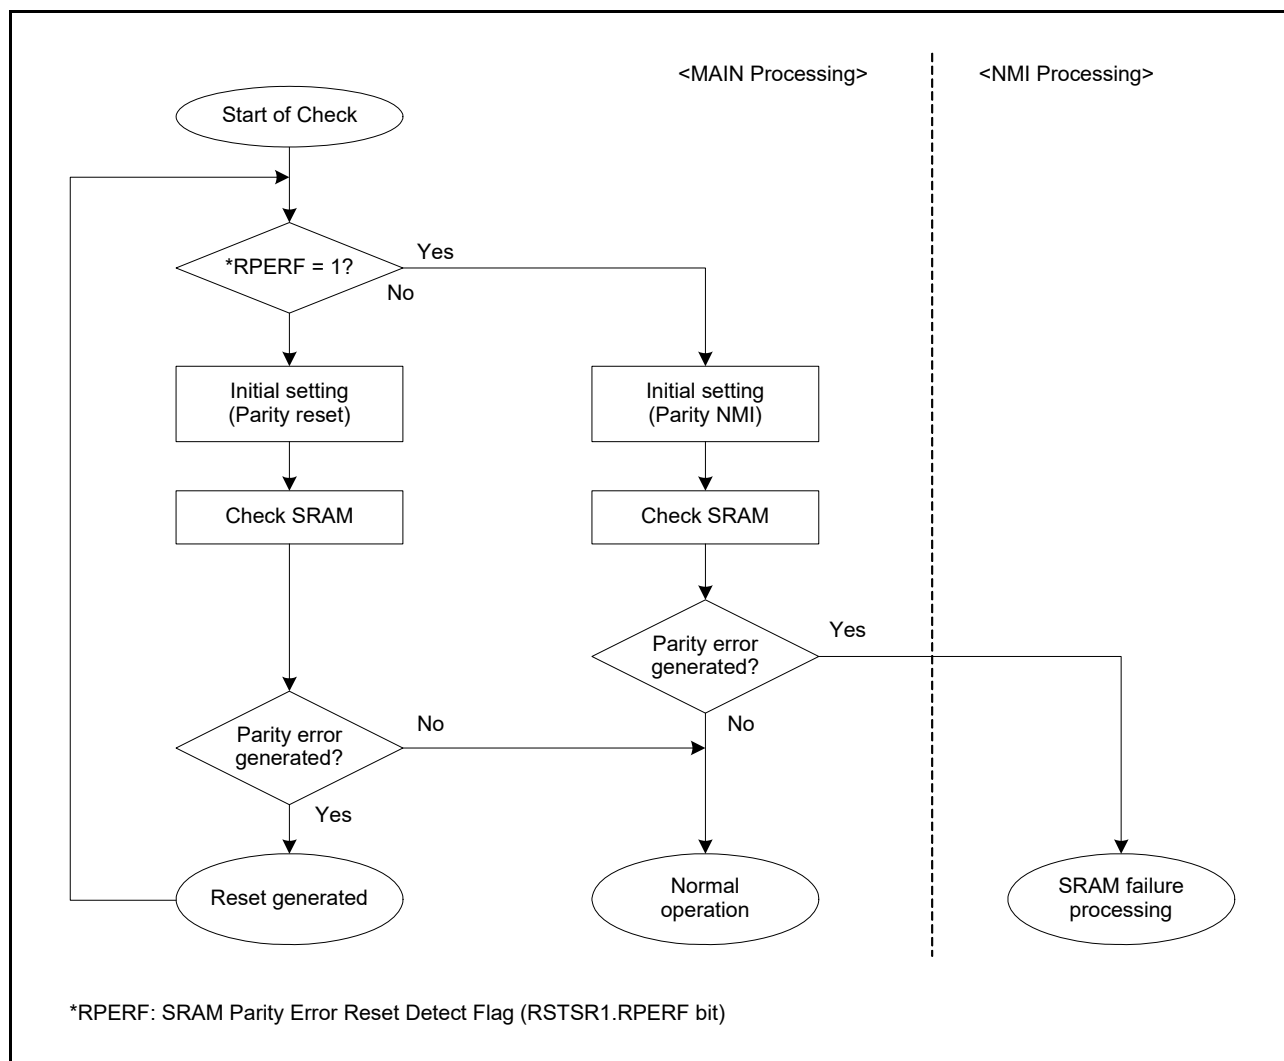 <MAIN Processing>
<NMI Processing>
Start of Check
*RPERF = 1?
Yes
No
Initial setting
(Parity reset)
Initial setting
(Parity NMI)
Check SRAM
Check SRAM
Parity error
generated?
Yes
No
Parity error
generated?
No
Yes
Reset generated
Normal
operation
SRAM failure
processing
*RPERF: SRAM Parity Error Reset Detect Flag (RSTSR1.RPERF bit)